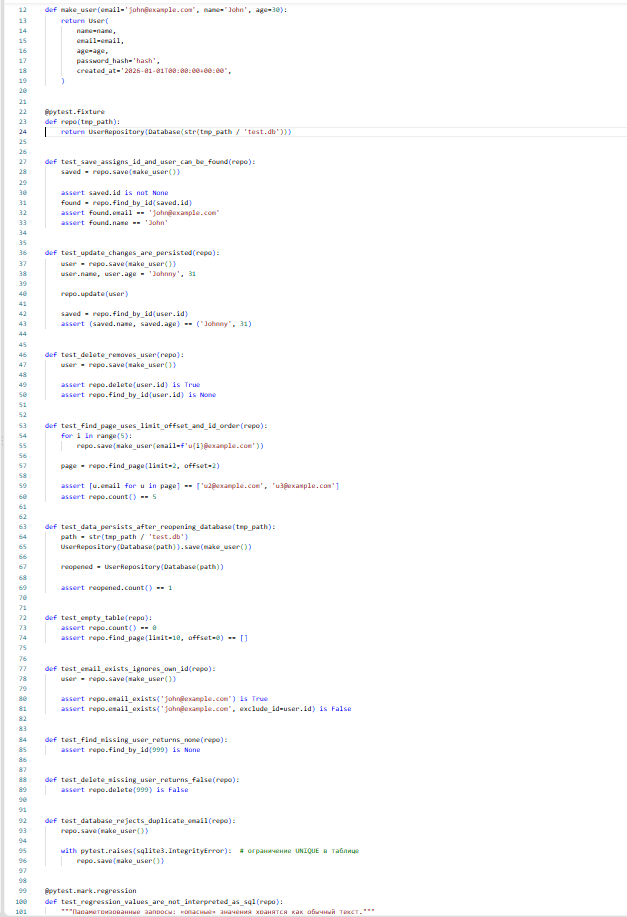 12 def make_user(email='john@example.com', name='John', age=30):
13     return User(
14         name=name,
15         email=email,
16         age=age,
17         password_hash='hash',
18         created_at='2026-01-01T00:00:00+00:00',
19     )
20
21
22 @pytest.fixture
23 def repo(tmp_path):
24     return UserRepository(Database(str(tmp_path / 'test.db')))
25
26
27 def test_save_assigns_id_and_user_can_be_found(repo):
28     saved = repo.save(make_user())
29
30     assert saved.id is not None
31     found = repo.find_by_id(saved.id)
32     assert found.email == 'john@example.com'
33     assert found.name == 'John'
34
35
36 def test_update_changes_are_persisted(repo):
37     user = repo.save(make_user())
38     user.name, user.age = 'Johnny', 31
39
40     repo.update(user)
41
42     saved = repo.find_by_id(user.id)
43     assert (saved.name, saved.age) == ('Johnny', 31)
44
45
46 def test_delete_removes_user(repo):
47     user = repo.save(make_user())
48
49     assert repo.delete(user.id) is True
50     assert repo.find_by_id(user.id) is None
51
52
53 def test_find_page_uses_limit_offset_and_id_order(repo):
54     for i in range(5):
55         repo.save(make_user(email=f'u{i}@example.com'))
56
57     page = repo.find_page(limit=2, offset=2)
58
59     assert [u.email for u in page] == ['u2@example.com', 'u3@example.com']
60     assert repo.count() == 5
61
62
63 def test_data_persists_after_reopening_database(tmp_path):
64     path = str(tmp_path / 'test.db')
65     UserRepository(Database(path)).save(make_user())
66
67     reopened = UserRepository(Database(path))
68
69     assert reopened.count() == 1
70
71
72 def test_empty_table(repo):
73     assert repo.count() == 0
74     assert repo.find_page(limit=10, offset=0) == []
75
76
77 def test_email_exists_ignores_own_id(repo):
78     user = repo.save(make_user())
79
80     assert repo.email_exists('john@example.com') is True
81     assert repo.email_exists('john@example.com', exclude_id=user.id) is False
82
83
84 def test_find_missing_user_returns_none(repo):
85     assert repo.find_by_id(999) is None
86
87
88 def test_delete_missing_user_returns_false(repo):
89     assert repo.delete(999) is False
90
91
92 def test_database_rejects_duplicate_email(repo):
93     repo.save(make_user())
94
95     with pytest.raises(sqlite3.IntegrityError):  # ограничение UNIQUE в таблице
96         repo.save(make_user())
97
98
99 @pytest.mark.regression
100 def test_regression_values_are_not_interpreted_as_sql(repo):
101     """Параметризованные запросы: «опасные» значения хранятся как обычный текст."""